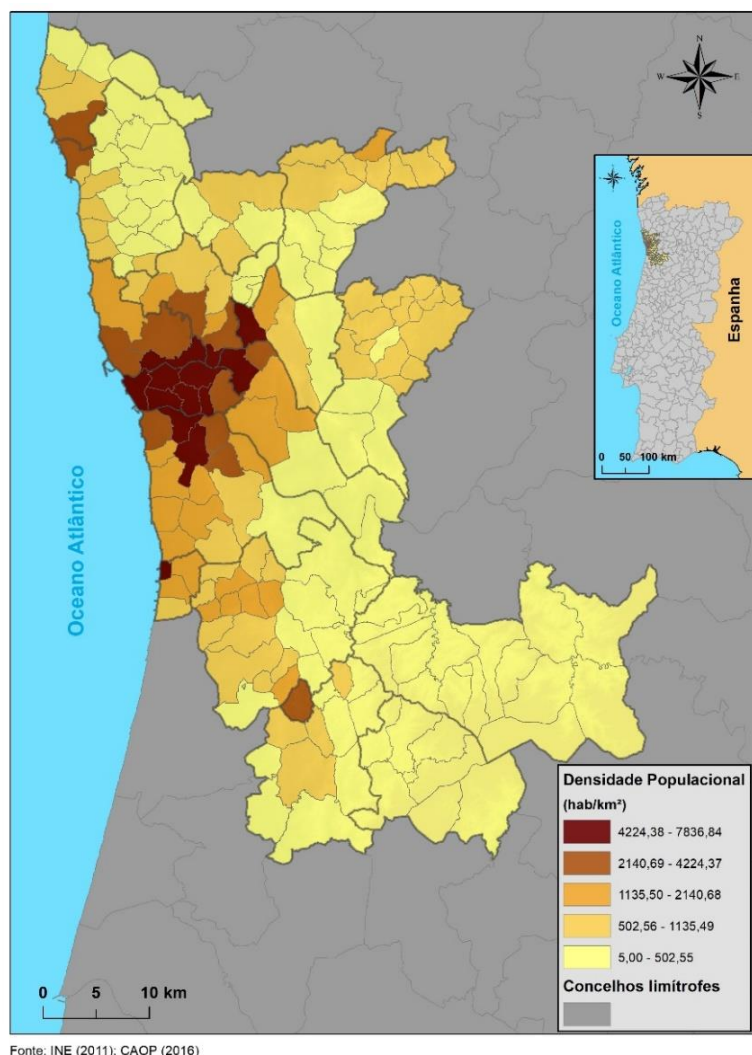 N
W
E
S
Oceano Atlântico
Espanha
0 50 100 km
Oceano Atlântico
Densidade Populacional
(hab/km²)
4224,38 - 7836,84
2140,69 - 4224,37
1135,50 - 2140,68
502,56 - 1135,49
5,00 - 502,55
Concelhos limítrofes
0 5 10 km
Fonte: INE (2011); CAOP (2016)